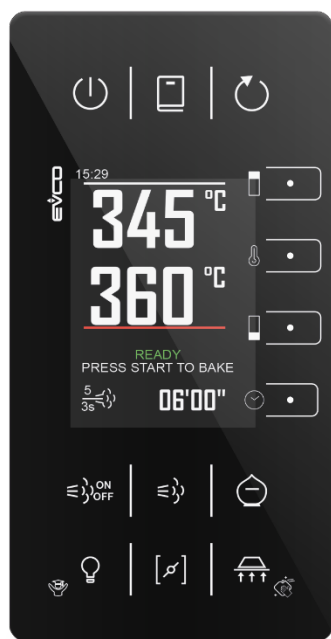 EVCO
15:29
345 °C
360 °C
READY
PRESS START TO BAKE
5
3s
06'00"
ON
OFF